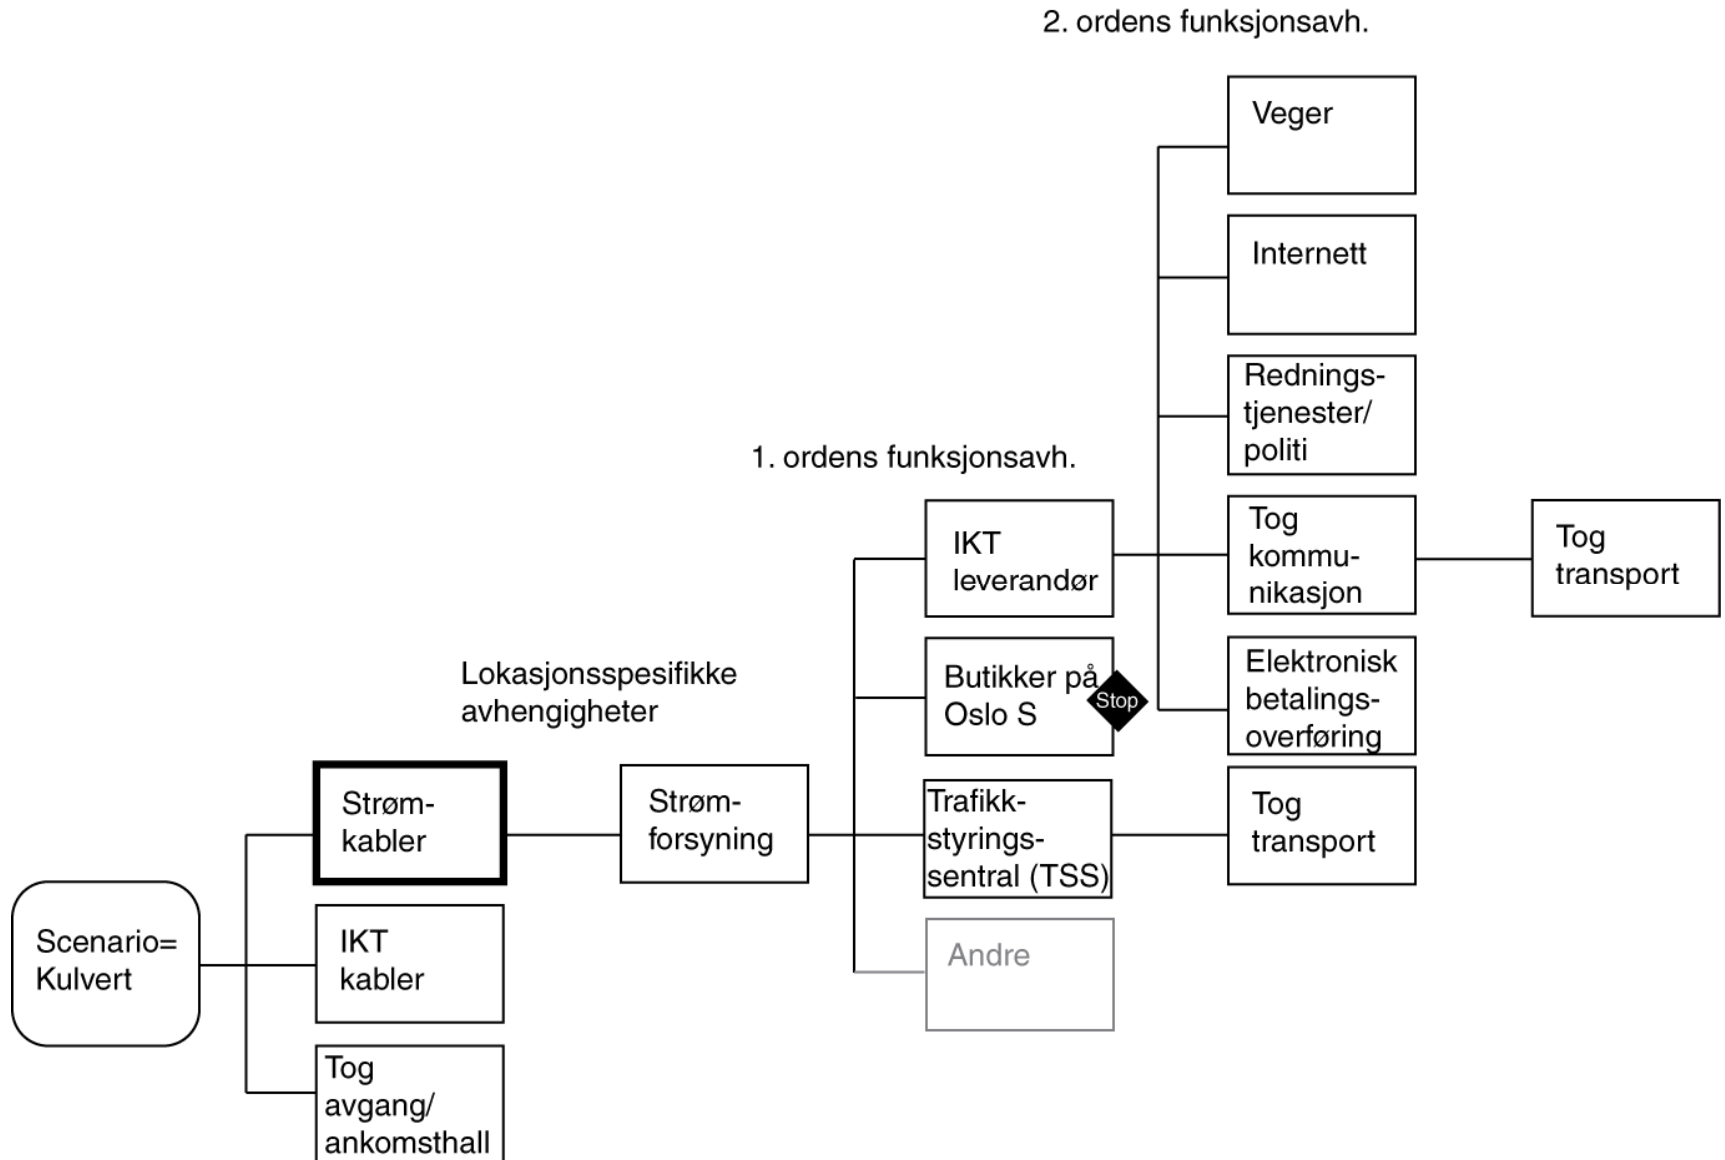 2. ordens funksjonsavh.
Veger
Internett
Rednings-
tjenester/
politi
1. ordens funksjonsavh.
IKT
leverandør
Tog
kommu-
nikasjon
Tog
transport
Butikker på
Oslo S
Stop
Elektronisk
betalings-
overføring
Lokasjonsspesifikke
avhengigheter
Strøm-
kabler
Strøm-
forsyning
Trafikk-
styrings-
sentral (TSS)
Tog
transport
Scenario=
Kulvert
IKT
kabler
Andre
Tog
avgang/
ankomsthall